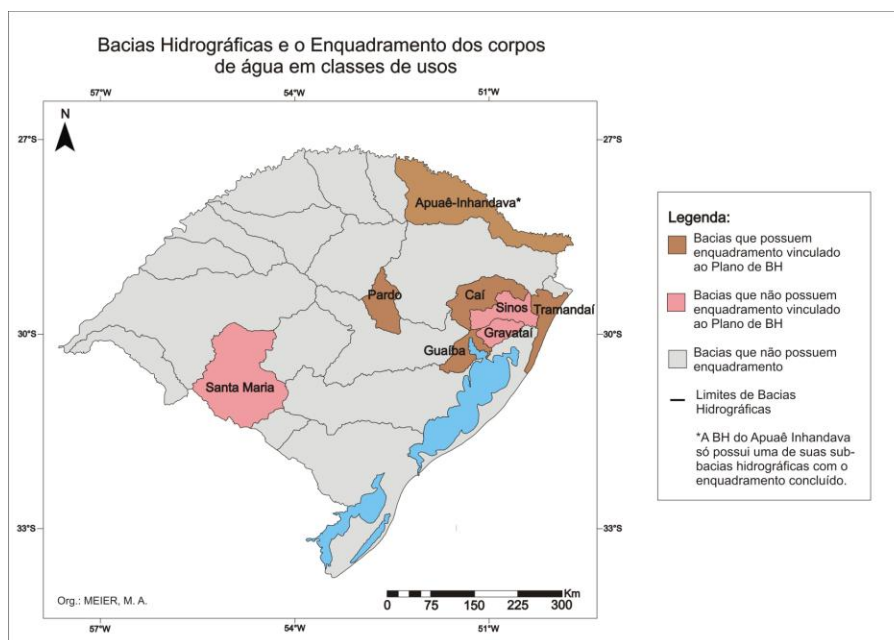 Bacias Hidrográficas e o Enquadramento dos corpos
de água em classes de usos
57°W
54°W
51°W
N
27°S
27°S
Apuaê-Inhandava*
Pardo
Caí
Sinos
Tramandaí
30°S
30°S
Gravataí
Guaíba
Santa Maria
33°S
33°S
Org.: MEIER, M. A.
Km
0 75 150 225 300
57°W
54°W
51°W
Legenda:
Bacias que possuem
enquadramento vinculado
ao Plano de BH
Bacias que não possuem
enquadramento vinculado
ao Plano de BH
Bacias que não possuem
enquadramento
Limites de Bacias
Hidrográficas
*A BH do Apuaê Inhandava
só possui uma de suas sub-
bacias hidrográficas com o
enquadramento concluído.